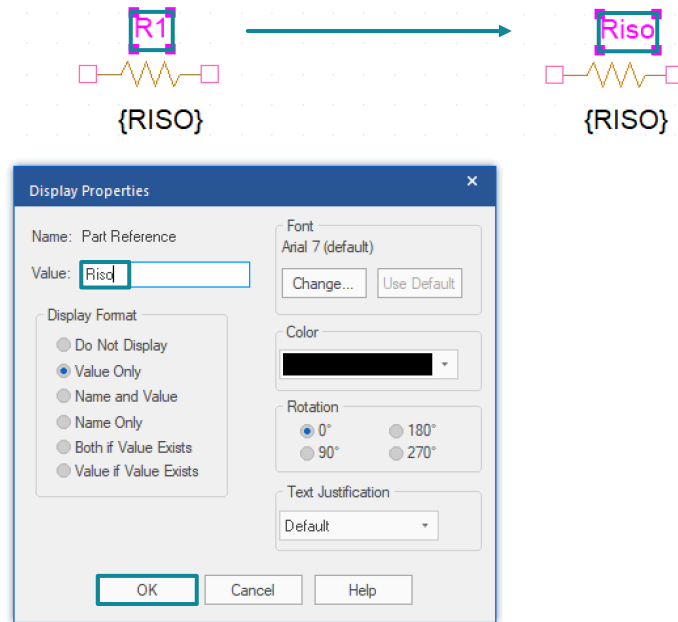 R1
Riso
{RISO}
{RISO}
Display Properties
Name: Part Reference
Value: Riso
Display Format
Do Not Display
Value Only
Name and Value
Name Only
Both if Value Exists
Value if Value Exists
Font
Arial 7 (default)
Change... Use Default
Color
Rotation
0° 180°
90° 270°
Text Justification
Default
OK Cancel Help